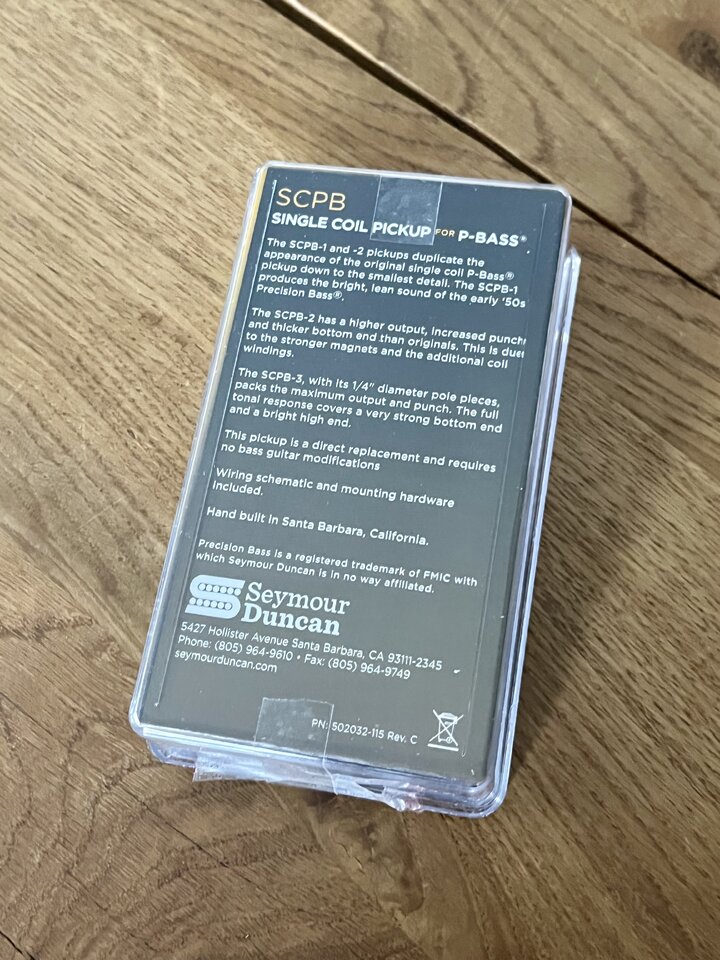 SCPB
SINGLE COIL PICKUP FOR P-BASS®
The SCPB-1 and -2 pickups duplicate the
appearance of the original single coil P-Bass®
pickup down to the smallest detail. The SCPB-1
produces the bright, lean sound of the early '50s
Precision Bass®.
The SCPB-2 has a higher output, increased punch
and thicker bottom end than originals. This is due
to the stronger magnets and the additional coil
windings.
The SCPB-3, with its 1/4" diameter pole pieces,
packs the maximum output and punch. The full
tonal response covers a very strong bottom end
and a bright high end.
This pickup is a direct replacement and requires
no bass guitar modifications
Wiring schematic and mounting hardware
included.
Hand built in Santa Barbara, California.
Precision Bass is a registered trademark of FMIC with
which Seymour Duncan is in no way affiliated.
Seymour
Duncan
5427 Hollister Avenue Santa Barbara, CA 93111-2345
Phone: (805) 964-9610 • Fax: (805) 964-9749
seymourduncan.com
PN: 502032-115 Rev. C